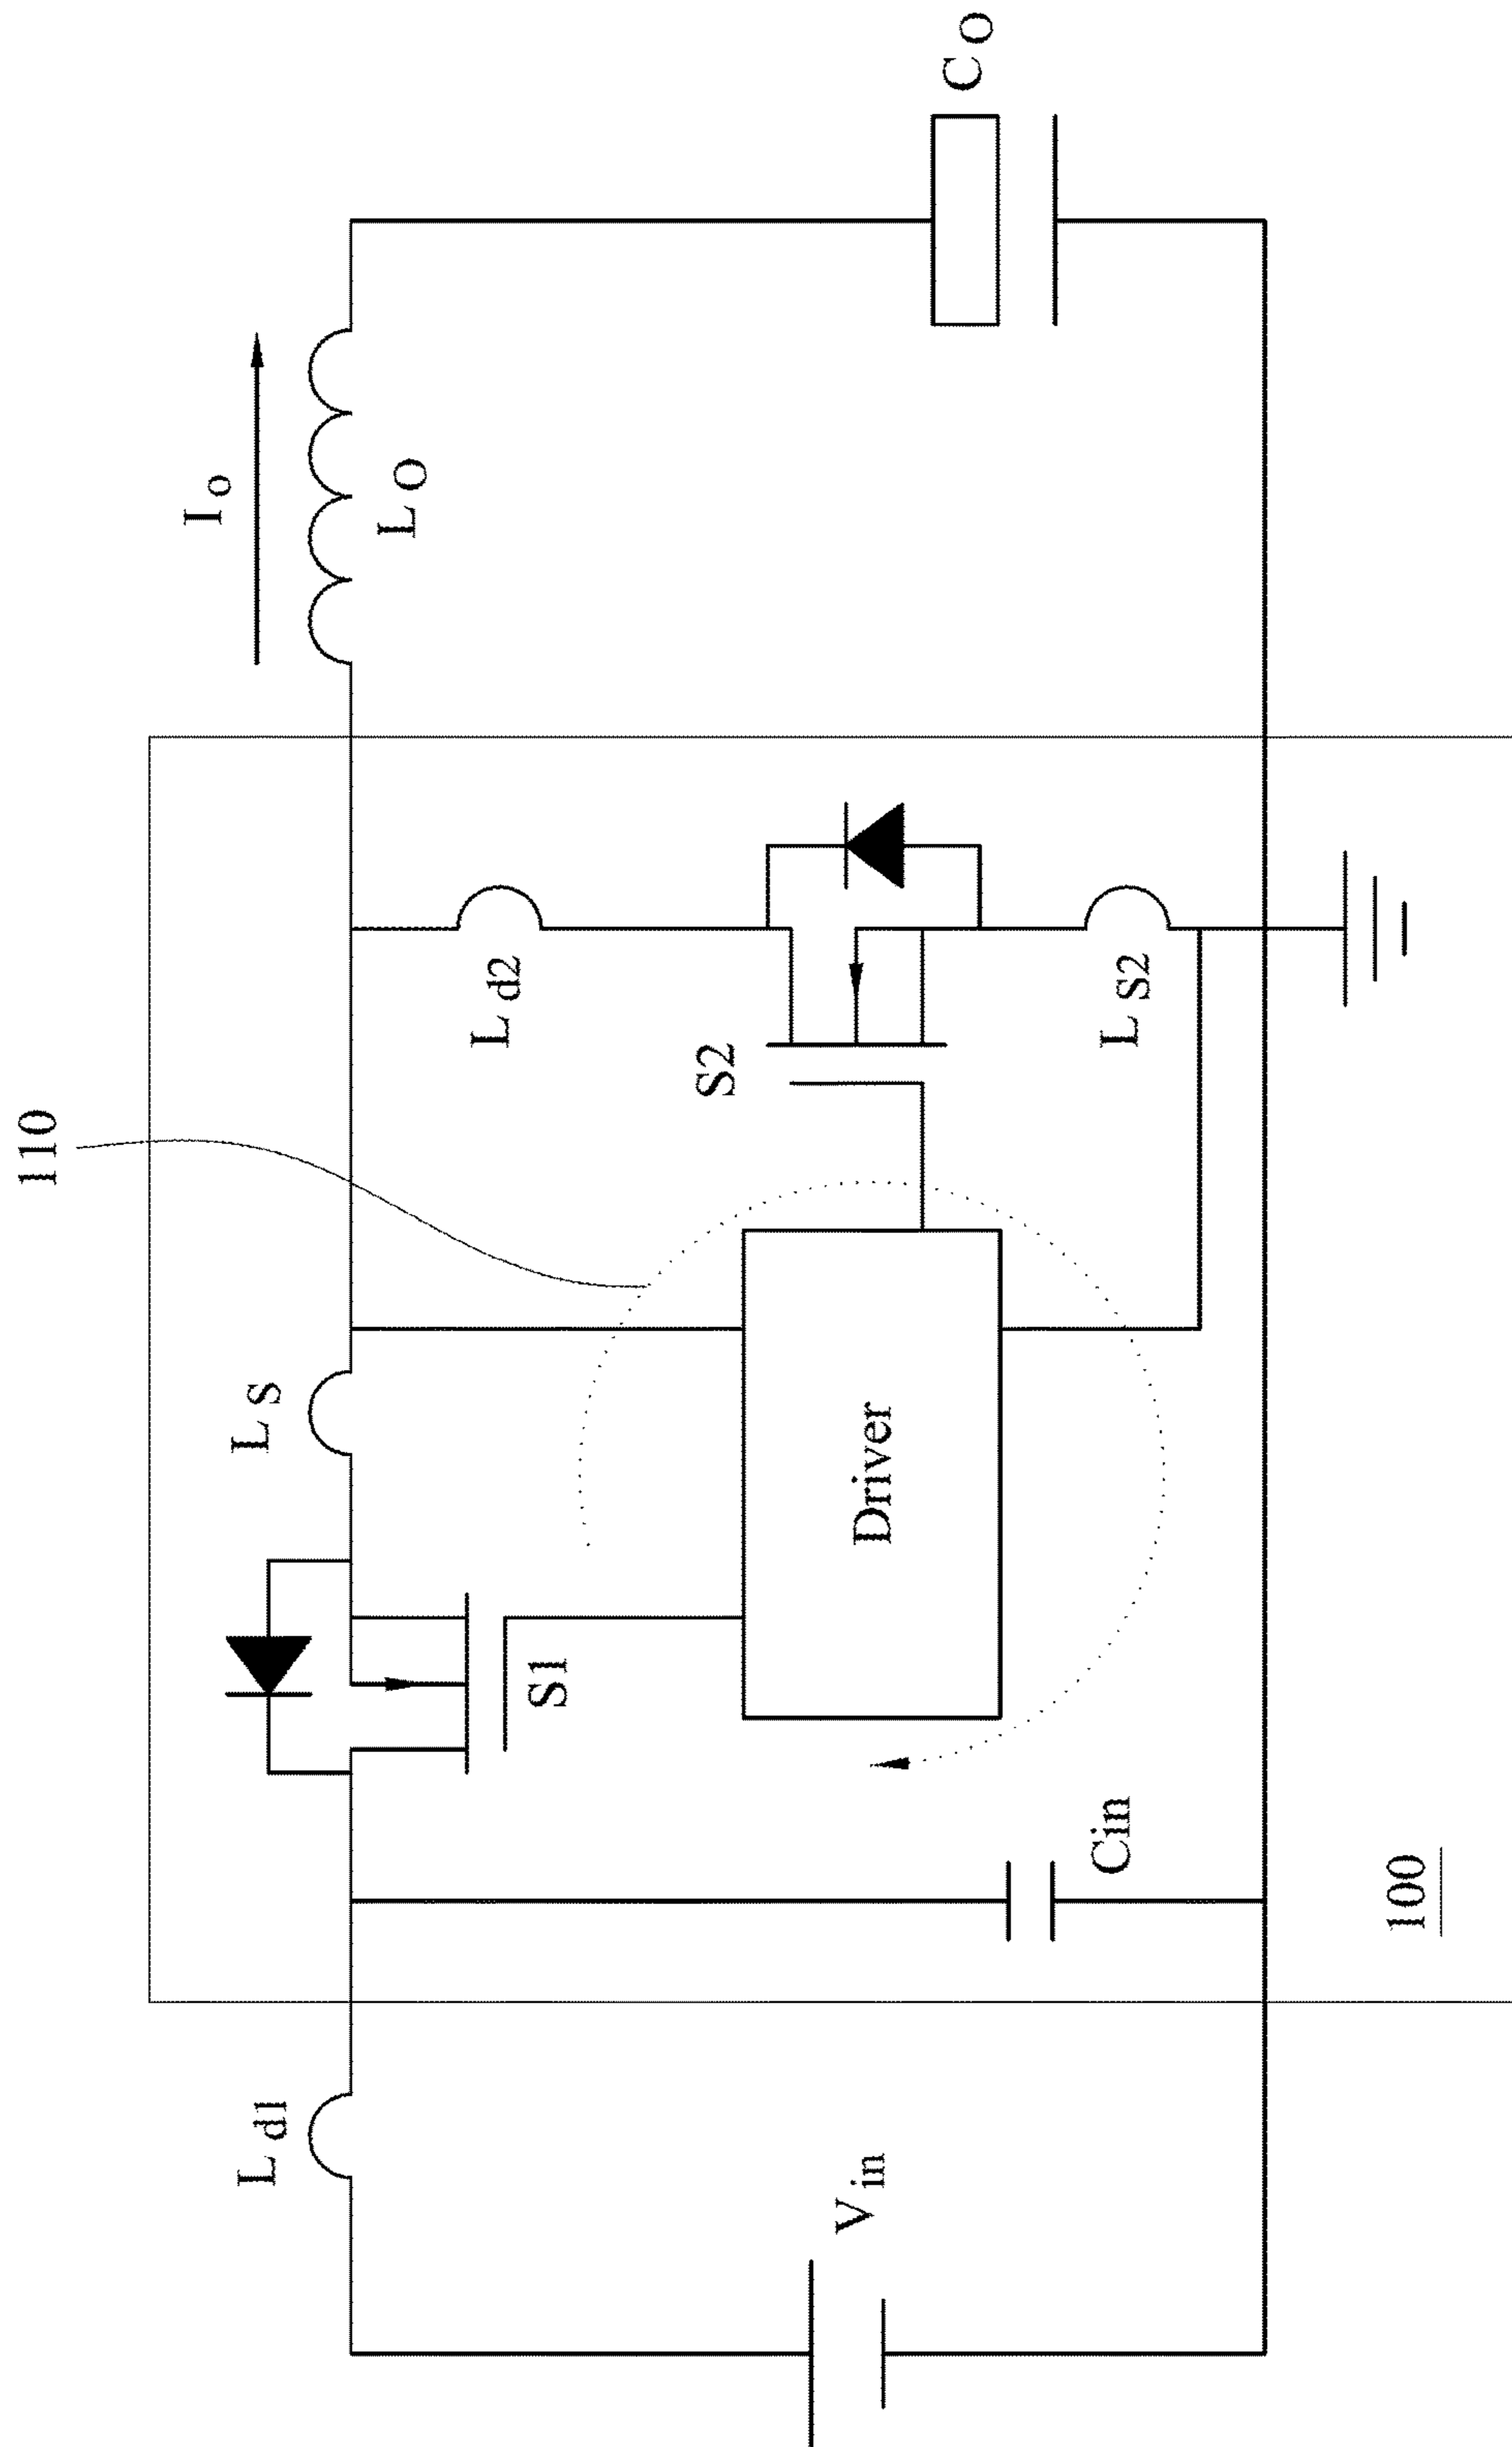 110
I o
L O
L S
L d1
L d2
S1
S2
Driver
V in
Cin
L S2
C O
100